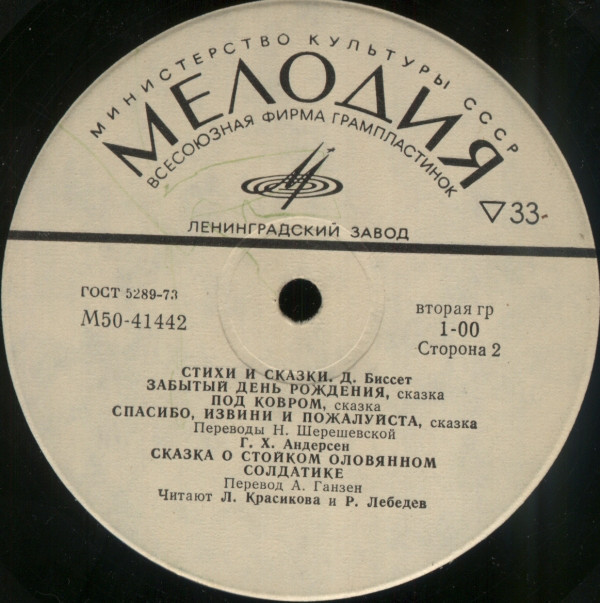 МИНИСТЕРСТВО КУЛЬТУРЫ СССР
МЕЛОДИЯ
ВСЕСОЮЗНАЯ ФИРМА ГРАМПЛАСТИНОК
33-
ЛЕНИНГРАДСКИЙ ЗАВОД
ГОСТ 5289-73
М50-41442
вторая гр
1-00
Сторона 2
СТИХИ И СКАЗКИ. Д. Биссет
ЗАБЫТЫЙ ДЕНЬ РОЖДЕНИЯ, сказка
ПОД КОВРОМ, сказка
СПАСИБО, ИЗВИНИ И ПОЖАЛУЙСТА, сказка
Переводы Н. Шерешевской
Г. Х. Андерсен
СКАЗКА О СТОЙКОМ ОЛОВЯННОМ
СОЛДАТИКЕ
Перевод А. Ганзен
Читают Л. Красикова и Р. Лебедев